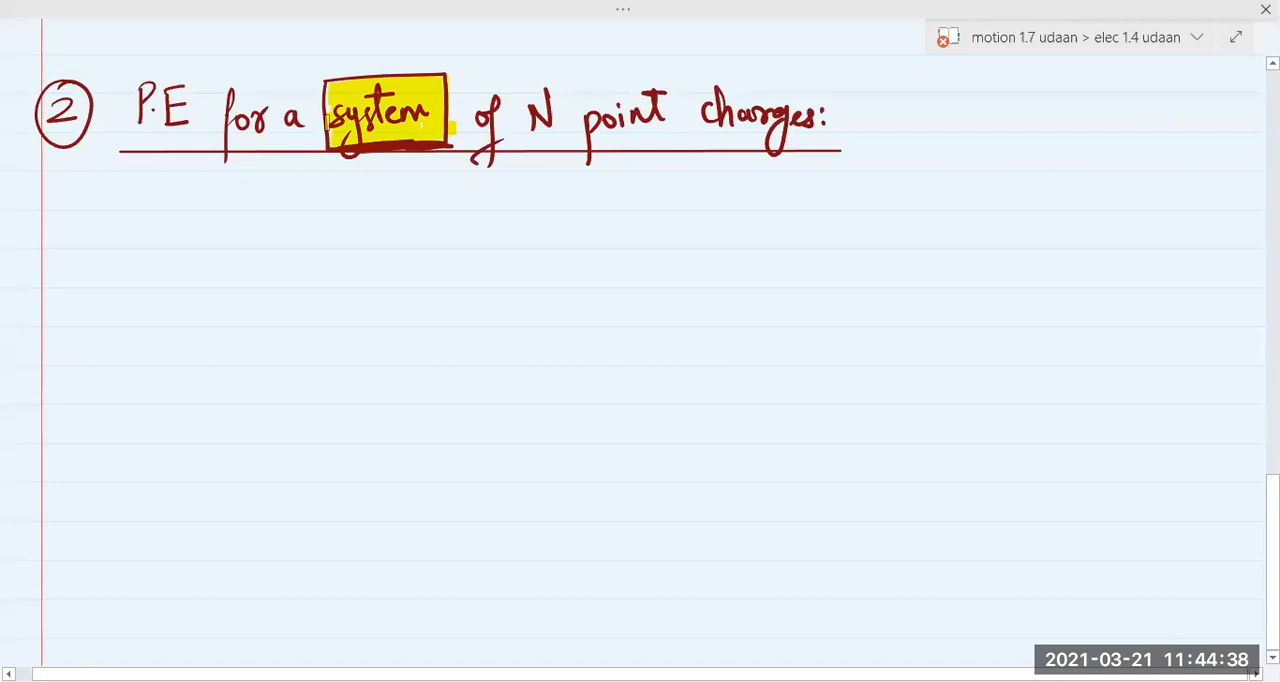 motion 1.7 udaan > elec 1.4 udaan
② P.E for a system of N point charges:
2021-03-21 11:44:38